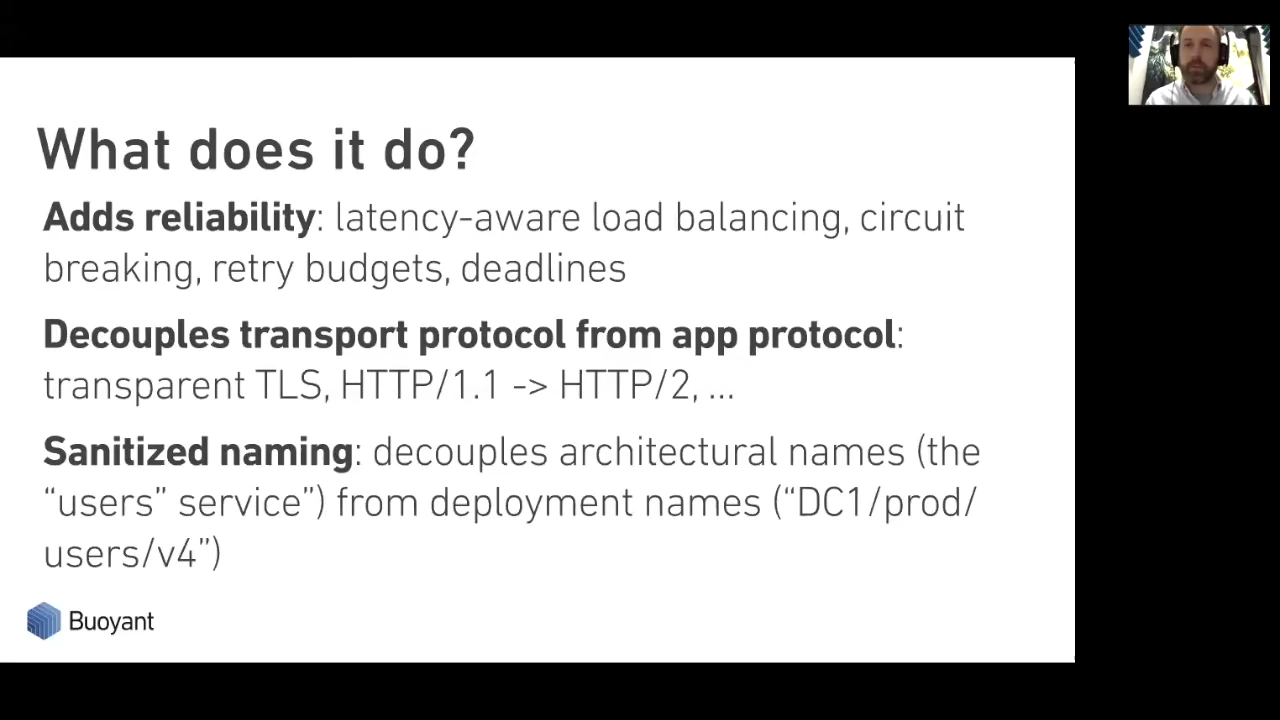 What does it do?
Adds reliability: latency-aware load balancing, circuit
breaking, retry budgets, deadlines
Decouples transport protocol from app protocol:
transparent TLS, HTTP/1.1 -> HTTP/2, ...
Sanitized naming: decouples architectural names (the
“users” service”) from deployment names (“DC1/prod/
users/v4”)
Buoyant